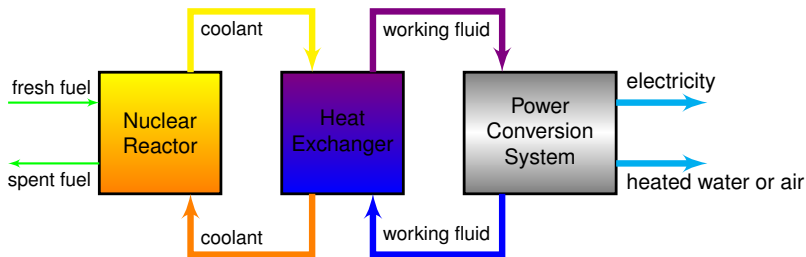 coolant
working fluid
fresh fuel
spent fuel
Nuclear
Reactor
Heat
Exchanger
Power
Conversion
System
electricity
heated water or air
coolant
working fluid